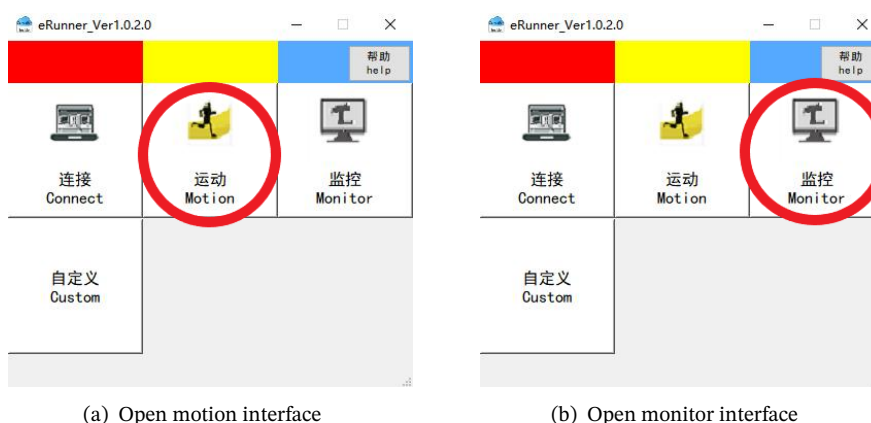 eRunner_Ver1.0.2.0
帮助
help
连接
Connect
运动
Motion
监控
Monitor
自定义
Custom
(a) Open motion interface
eRunner_Ver1.0.2.0
帮助
help
连接
Connect
运动
Motion
监控
Monitor
自定义
Custom
(b) Open monitor interface